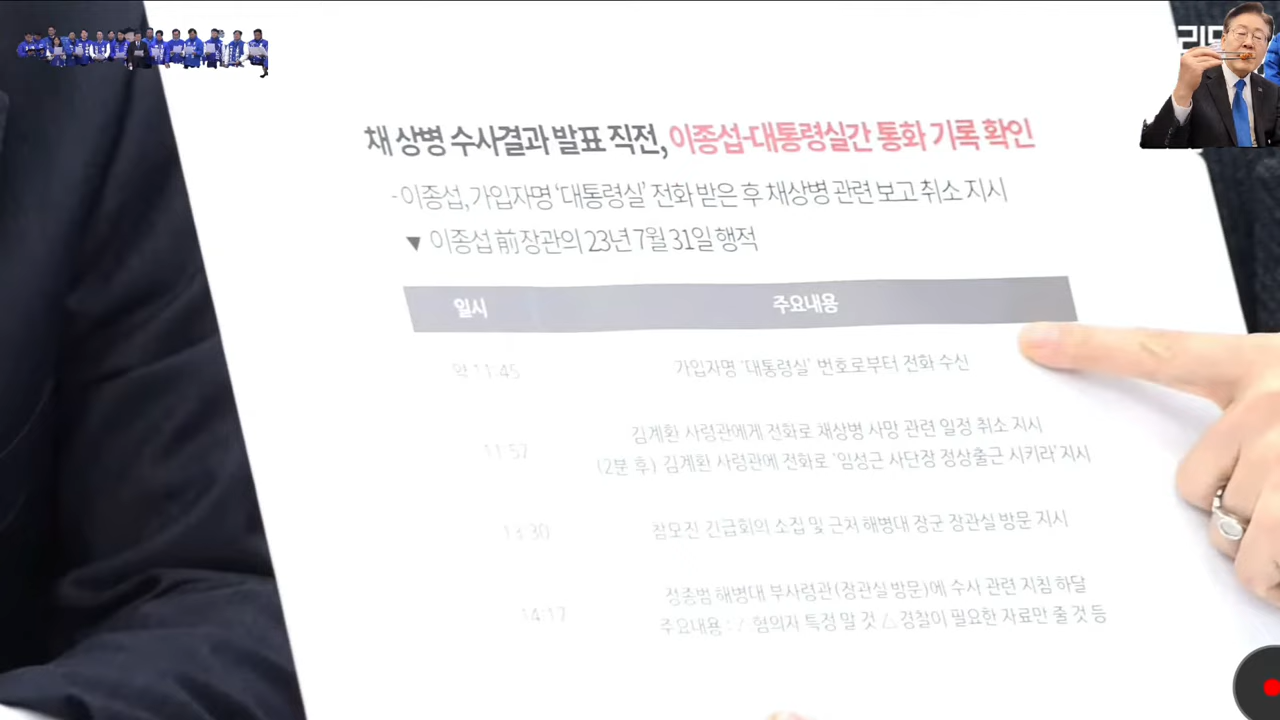 채 상병 수사결과 발표 직전, 이종섭-대통령실간 통화 기록 확인
- 이종섭, 가입자명 '대통령실' 전화 받은 후 채상병 관련 보고 취소 지시
▼ 이종섭 前장관의 23년 7월 31일 행적
일시 주요내용
약 11:45 가입자명 '대통령실' 번호로부터 전화 수신
11:57 김계환 사령관에게 전화로 채상병 사망 관련 일정 취소 지시
(2분 후) 김계환 사령관에 전화로 '임성근 사단장 정상출근 시키라' 지시
13:30 참모진 긴급회의 소집 및 근처 해병대 장군 장관실 방문 지시
14:17 정종범 해병대 부사령관(장관실 방문)에 수사 관련 지침 하달
주요내용 : 혐의자 특정 말 것 △ 경찰이 필요한 자료만 줄 것 등